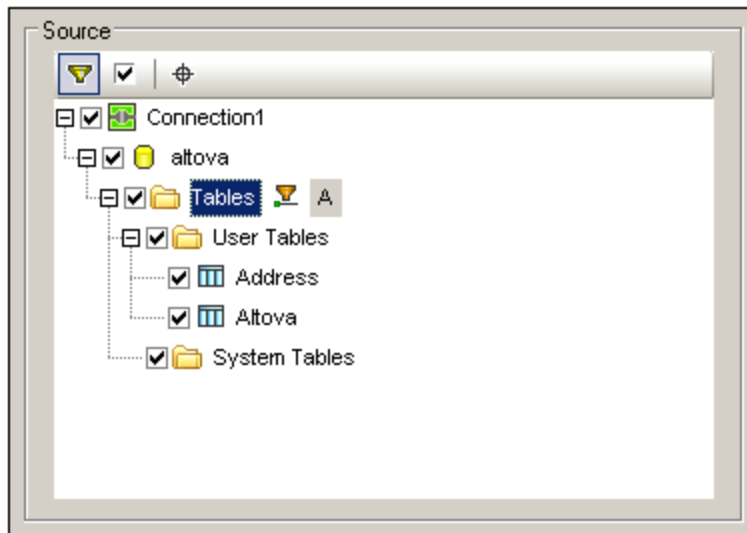 Source
Connection1
altova
Tables A
User Tables
Address
Altova
System Tables